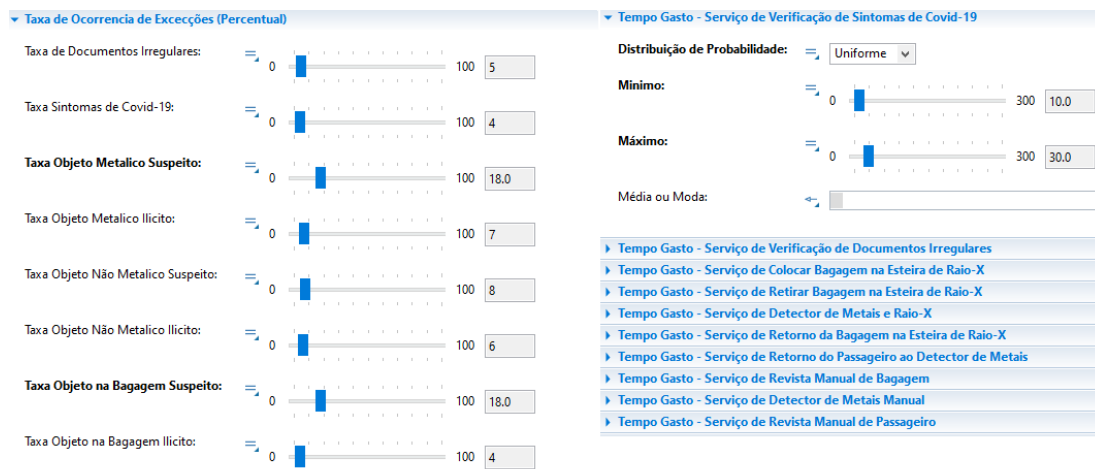 Taxa de Ocorrencia de Excecções (Percentual)
Taxa de Documentos Irregulares:
0 100 5
Taxa Sintomas de Covid-19:
0 100 4
Taxa Objeto Metalico Suspeito:
0 100 18.0
Taxa Objeto Metalico Ilicito:
0 100 7
Taxa Objeto Não Metalico Suspeito:
0 100 8
Taxa Objeto Não Metalico Ilicito:
0 100 6
Taxa Objeto na Bagagem Suspeito:
0 100 18.0
Taxa Objeto na Bagagem Ilicito:
0 100 4
Tempo Gasto - Serviço de Verificação de Sintomas de Covid-19
Distribuição de Probabilidade: Uniforme
Minimo:
0 300 10.0
Máximo:
0 300 30.0
Média ou Moda:
Tempo Gasto - Serviço de Verificação de Documentos Irregulares
Tempo Gasto - Serviço de Colocar Bagagem na Esteira de Raio-X
Tempo Gasto - Serviço de Retirar Bagagem na Esteira de Raio-X
Tempo Gasto - Serviço de Detector de Metais e Raio-X
Tempo Gasto - Serviço de Retorno da Bagagem na Esteira de Raio-X
Tempo Gasto - Serviço de Retorno do Passageiro ao Detector de Metais
Tempo Gasto - Serviço de Revista Manual de Bagagem
Tempo Gasto - Serviço de Detector de Metais Manual
Tempo Gasto - Serviço de Revista Manual de Passageiro